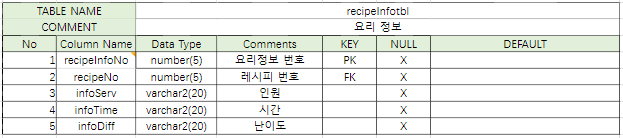 TABLE NAME recipeInfotbl
COMMENT 요리 정보
No Column Name Data Type Comments KEY NULL DEFAULT
1 recipeInfoNo number(5) 요리정보 번호 PK X
2 recipeNo number(5) 레시피 번호 FK X
3 infoServ varchar2(20) 인원 X
4 infoTime varchar2(20) 시간 X
5 infoDiff varchar2(20) 난이도 X